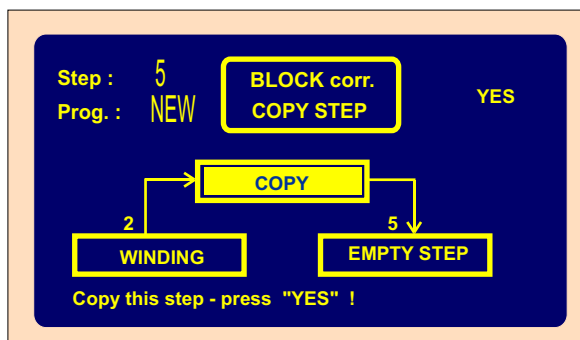 Step : 5
Prog. : NEW
BLOCK corr.
COPY STEP
YES
COPY
2
WINDING
5
EMPTY STEP
Copy this step - press "YES" !